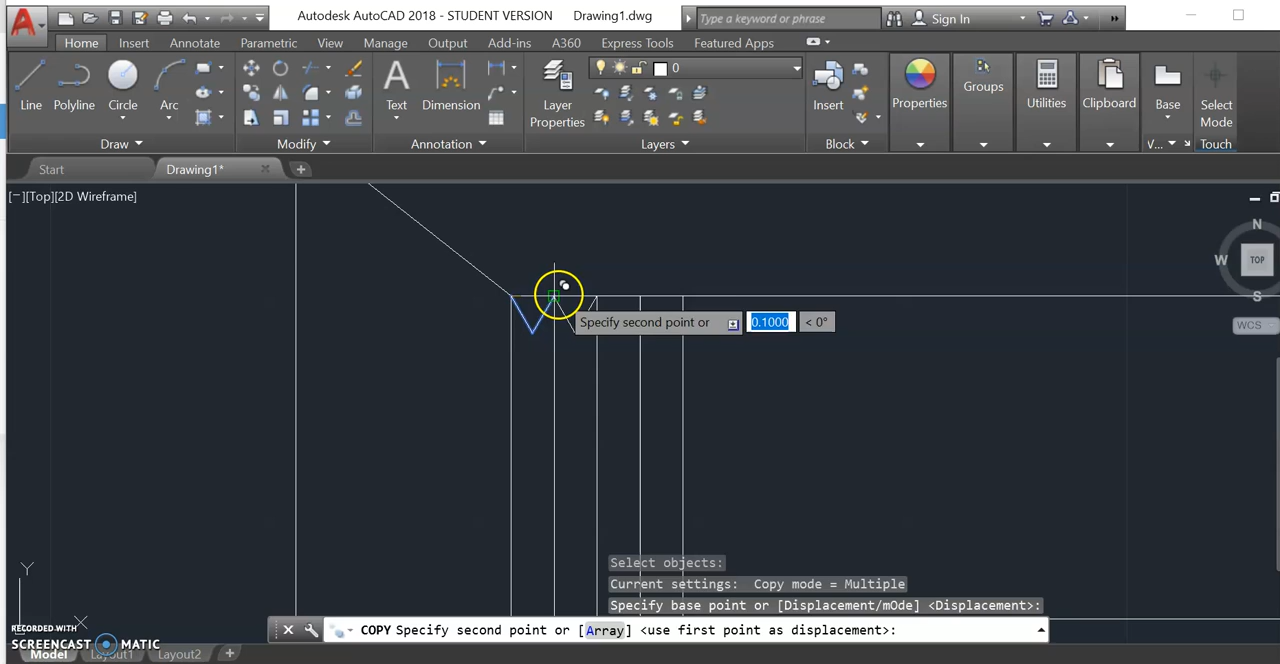 Autodesk AutoCAD 2018 - STUDENT VERSION Drawing1.dwg Type a keyword or phrase Sign In
Home Insert Annotate Parametric View Manage Output Add-ins A360 Express Tools Featured Apps
0
Line Polyline Circle Arc Text Dimension Layer Properties Insert Properties Groups Utilities Clipboard Base Select Mode
Draw Modify Annotation Layers Block V... Touch
Start Drawing1*
[−][Top][2D Wireframe]
N
W TOP
S
WCS
Specify second point or 0.1000 < 0°
Select objects:
Current settings: Copy mode = Multiple
Specify base point or [Displacement/mOde] <Displacement>:
COPY Specify second point or [Array] <use first point as displacement>:
Y
X
RECORDED WITH
SCREENCAST MATIC
Model Layout1 Layout2